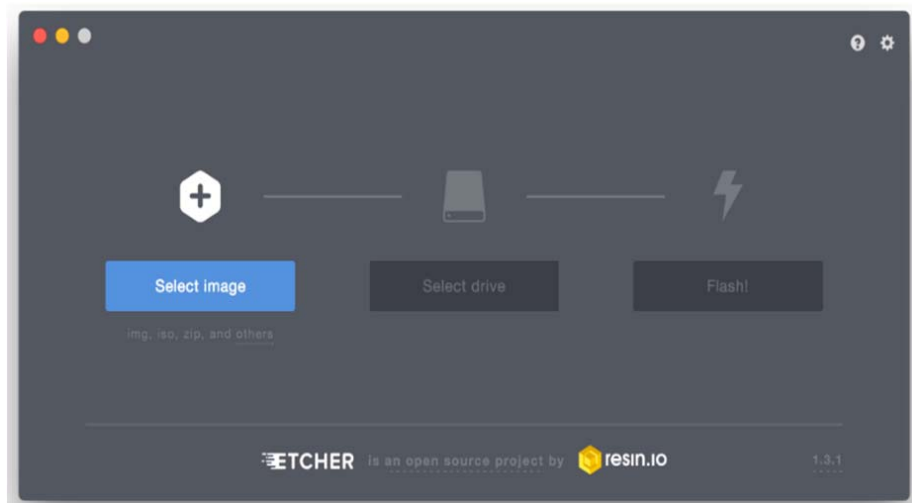 Select image
Select drive
Flash!
img, iso, zip, and others
ETCHER is an open source project by resin.io
1.3.1